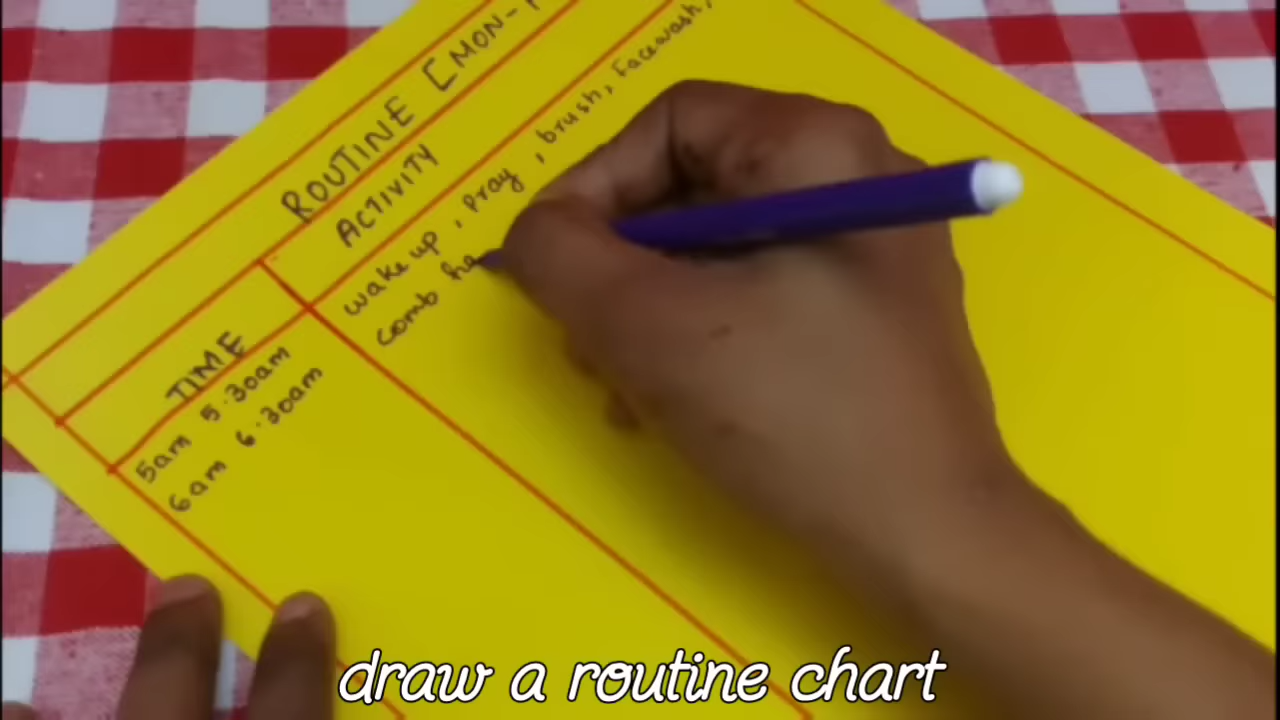 ROUTINE [MON-
TIME
ACTIVITY
5am 5.30am
wake up, pray, brush, facewash,
6am 6.30am
comb he
draw a routine chart